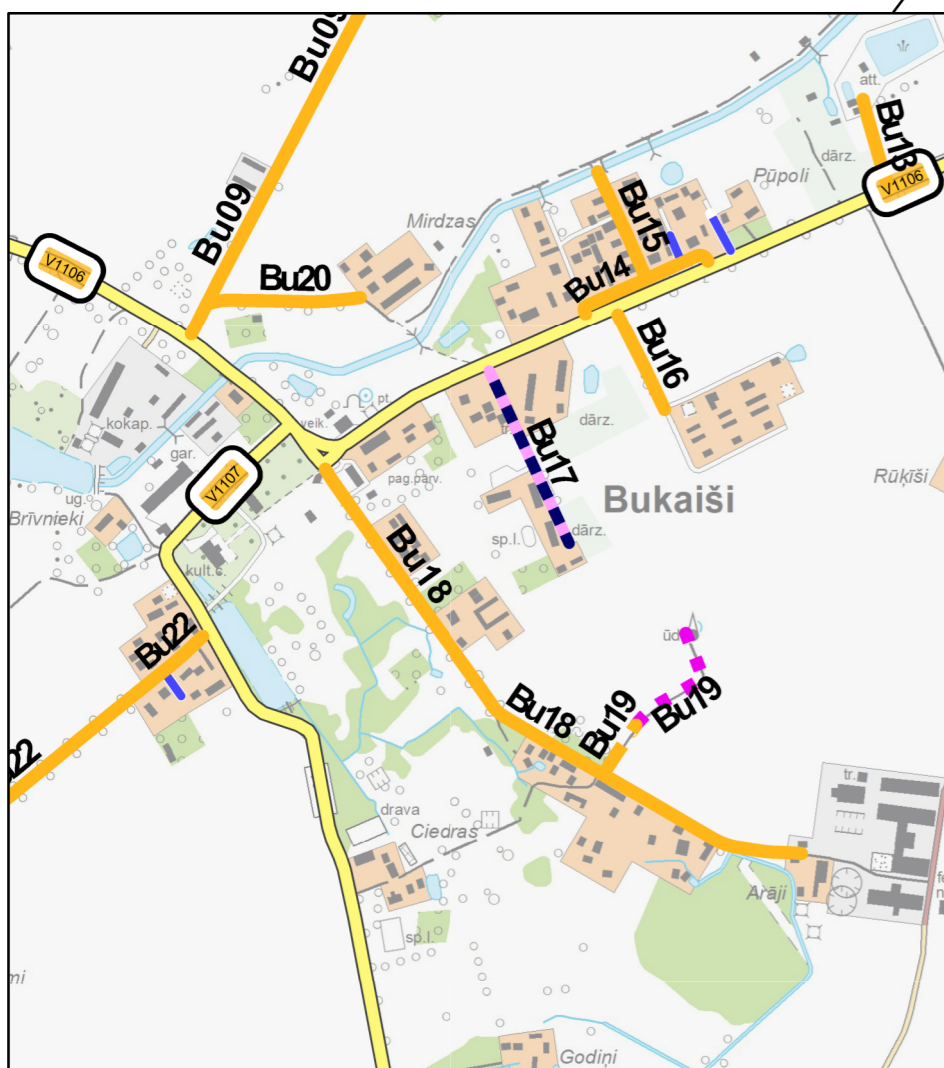 Bu09
att.
Bu13
dārz.
Pūpoli
V1106
Bu09
Mirdzas
Bu15
V1106
Bu20
Bu14
Bu16
kokap.
veik.
pt.
dārz.
gar.
V1107
pag.pārv.
Bu17
Rūķīši
Bukaiši
ug.
Brīvnieki
sp.l.
dārz.
kult.c.
Bu18
Bu22
ūd
Bu19
Bu19
Bu18
22
tr.
drava
Ciedras
Arāji
sp.l.
mi
Godiņi